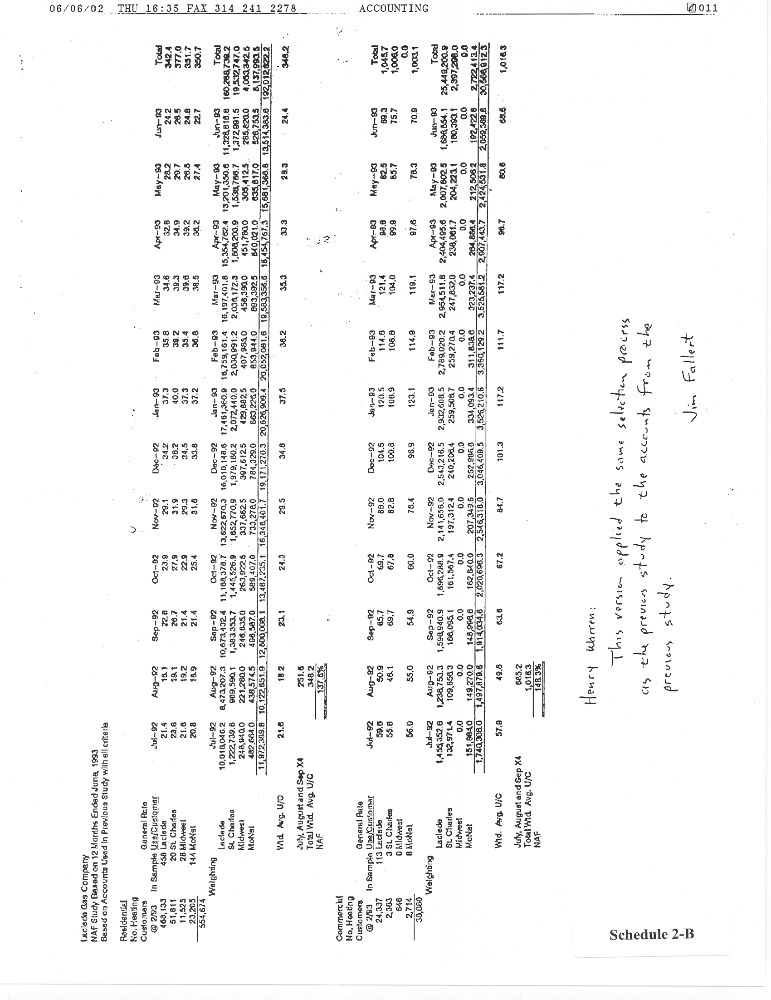 06/06/02 THU 16:35 FAX 314 241 2278 ACCOUNTING 011
Laclede Gas Company
NAF Study Based on 12 Months Ended June, 1993
Based on Accounts Used in Previous Study with all criteria
Residential
No. Heating General Rate
Customers In Sample Use/Customer
@ 2/93 Jul-92 Aug-92 Sep-92 Oct-92 Nov-92 Dec-92 Jan-93 Feb-93 Mar-93 Apr-93 May-93 Jun-93 Total
468,133 458 Laclede 21.4 18.1 22.8 23.9 29.1 34.2 37.3 35.8 34.6 32.8 28.2 24.2 342.4
51,811 20 St. Charles 23.6 19.1 26.7 27.9 31.9 38.2 40.0 39.2 39.3 34.9 29.7 26.5 377.0
11,525 28 Midwest 21.6 19.2 21.4 22.9 29.3 34.5 37.3 35.4 39.6 39.2 26.5 24.8 351.7
23,205 144 MoNat 20.8 18.9 21.4 25.4 31.6 33.8 37.2 36.8 38.5 36.2 27.4 22.7 350.7
554,674
Weighting Jul-92 Aug-92 Sep-92 Oct-92 Nov-92 Dec-92 Jan-93 Feb-93 Mar-93 Apr-93 May-93 Jun-93 Total
Laclede 10,018,046.2 8,473,207.3 10,673,432.4 11,188,378.7 13,622,670.3 16,010,148.6 17,461,360.9 16,759,161.4 16,197,401.8 15,354,762.4 13,201,350.6 11,328,818.6 160,288,739.2
St. Charles 1,222,739.6 989,590.1 1,383,353.7 1,445,526.9 1,652,770.9 1,979,180.2 2,072,440.0 2,030,991.2 2,036,172.3 1,808,203.9 1,538,786.7 1,372,991.5 19,532,747.0
Midwest 248,940.0 221,280.0 246,635.0 263,922.5 337,682.5 397,612.5 429,882.5 407,985.0 458,390.0 451,780.0 305,412.5 285,820.0 4,053,342.5
MoNat 482,664.0 438,574.5 496,587.0 589,407.0 733,278.0 784,329.0 663,226.0 853,944.0 893,392.5 840,021.0 635,817.0 526,753.5 8,137,993.5
11,972,389.8 10,122,651.9 12,800,008.1 13,487,235.1 16,346,401.7 19,171,270.3 20,626,909.4 20,052,081.6 19,583,356.6 18,454,767.3 15,681,366.6 13,514,383.6 192,012,822.2
Wtd. Avg. U/C 21.6 18.2 23.1 24.3 29.5 34.6 37.5 36.2 35.3 33.3 28.3 24.4 346.2
July, August and Sep X4 251.6
Total Wtd. Avg. U/C 346.2
NAF 137.6%
Commercial
No. Heating General Rate
Customers In Sample Use/Customer
@ 2/93 Jul-92 Aug-92 Sep-92 Oct-92 Nov-92 Dec-92 Jan-93 Feb-93 Mar-93 Apr-93 May-93 Jun-93 Total
24,337 113 Laclede 59.8 50.9 65.7 69.7 88.0 104.5 120.5 114.6 121.4 98.8 82.5 69.3 1,045.7
2,383 3 St. Charles 55.8 46.1 69.7 67.8 82.8 100.8 108.9 108.8 104.0 99.9 85.7 75.7 1,006.0
646 0 Midwest 0.0
2,714 8 MoNat 56.0 55.0 54.9 60.0 76.4 96.9 123.1 114.9 119.1 97.6 78.3 70.9 1,003.1
30,080
Weighting Jul-92 Aug-92 Sep-92 Oct-92 Nov-92 Dec-92 Jan-93 Feb-93 Mar-93 Apr-93 May-93 Jun-93 Total
Laclede 1,455,352.6 1,238,753.3 1,598,940.9 1,696,288.9 2,141,656.0 2,543,216.5 2,932,608.5 2,789,020.2 2,954,511.8 2,404,495.6 2,007,802.5 1,686,554.1 25,449,200.9
St. Charles 132,971.4 109,856.3 166,095.1 161,567.4 197,312.4 240,206.4 259,508.7 259,270.4 247,832.0 238,061.7 204,223.1 180,393.1 2,397,298.0
Midwest 0.0 0.0 0.0 0.0 0.0 0.0 0.0 0.0 0.0 0.0 0.0 0.0 0.0
MoNat 151,984.0 149,270.0 148,998.6 162,840.0 207,349.6 262,986.6 334,093.4 311,838.6 323,237.4 264,886.4 212,506.2 192,422.6 2,722,413.4
1,740,308.0 1,497,879.6 1,914,034.6 2,020,696.3 2,546,318.0 3,046,409.5 3,526,210.6 3,360,129.2 3,525,581.2 2,907,443.7 2,424,531.8 2,059,369.8 30,568,912.3
Wtd. Avg. U/C 57.9 49.8 63.6 67.2 84.7 101.3 117.2 111.7 117.2 96.7 80.6 68.5 1,016.3
July, August and Sep X4 685.2
Total Wtd. Avg. U/C 1,016.3
NAF 148.3%
Henry Warren:
This version applied the same selection process
as the previous study to the accounts from the
previous study.
Jim Fallert
Schedule 2-B